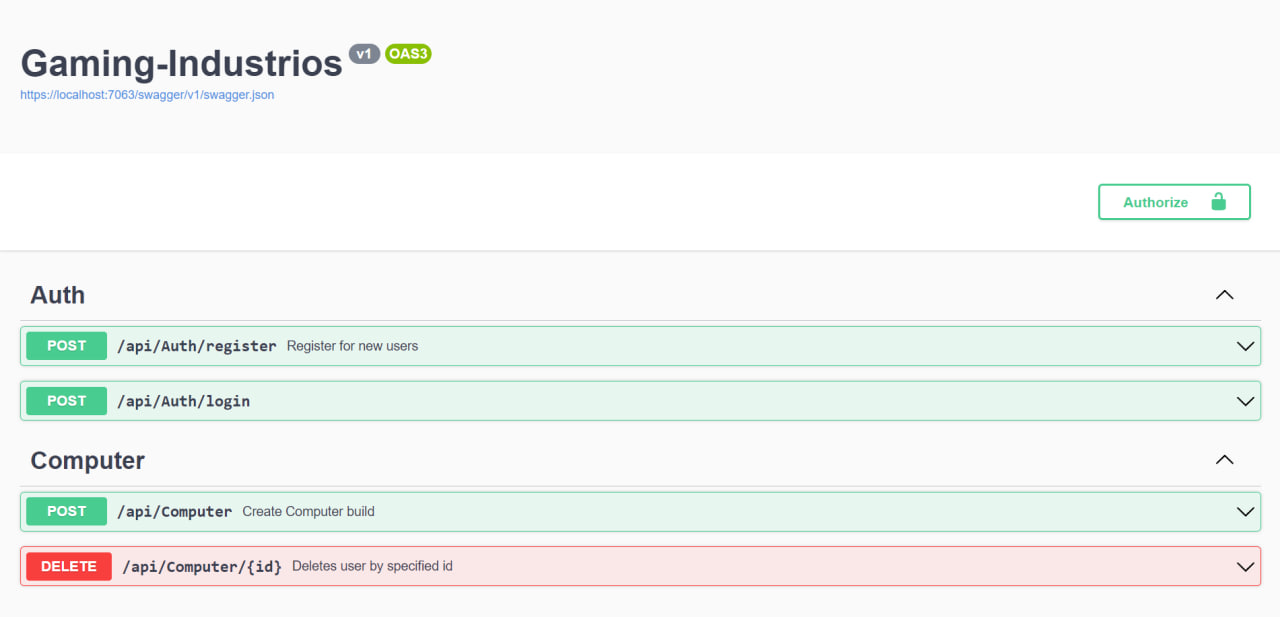 Gaming-Industrios v1 OAS3
https://localhost:7063/swagger/v1/swagger.json
Authorize
Auth
POST /api/Auth/register Register for new users
POST /api/Auth/login
Computer
POST /api/Computer Create Computer build
DELETE /api/Computer/{id} Deletes user by specified id